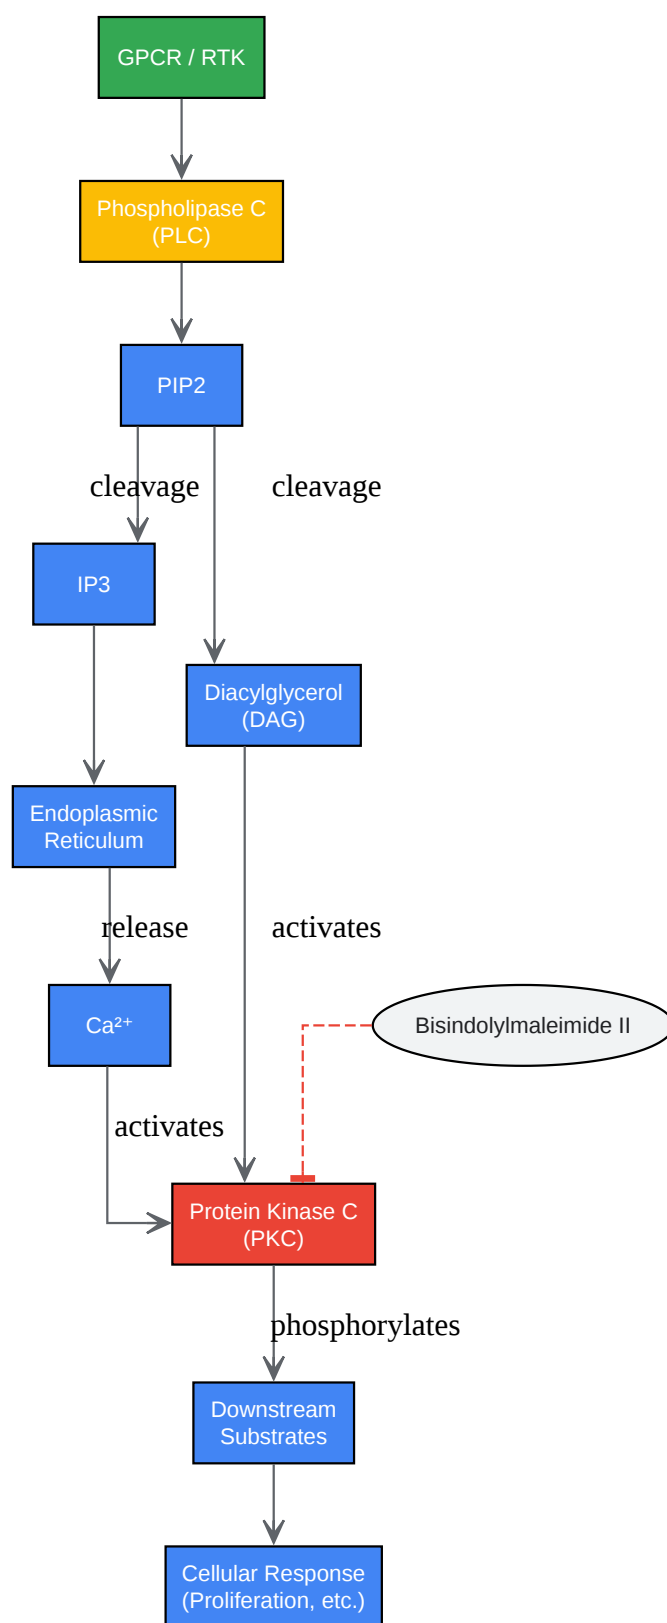 GPCR / RTK
Phospholipase C
(PLC)
PIP2
cleavage
cleavage
IP3
Diacylglycerol
(DAG)
Endoplasmic
Reticulum
release
activates
Ca²⁺
Bisindolylmaleimide II
activates
Protein Kinase C
(PKC)
phosphorylates
Downstream
Substrates
Cellular Response
(Proliferation, etc.)